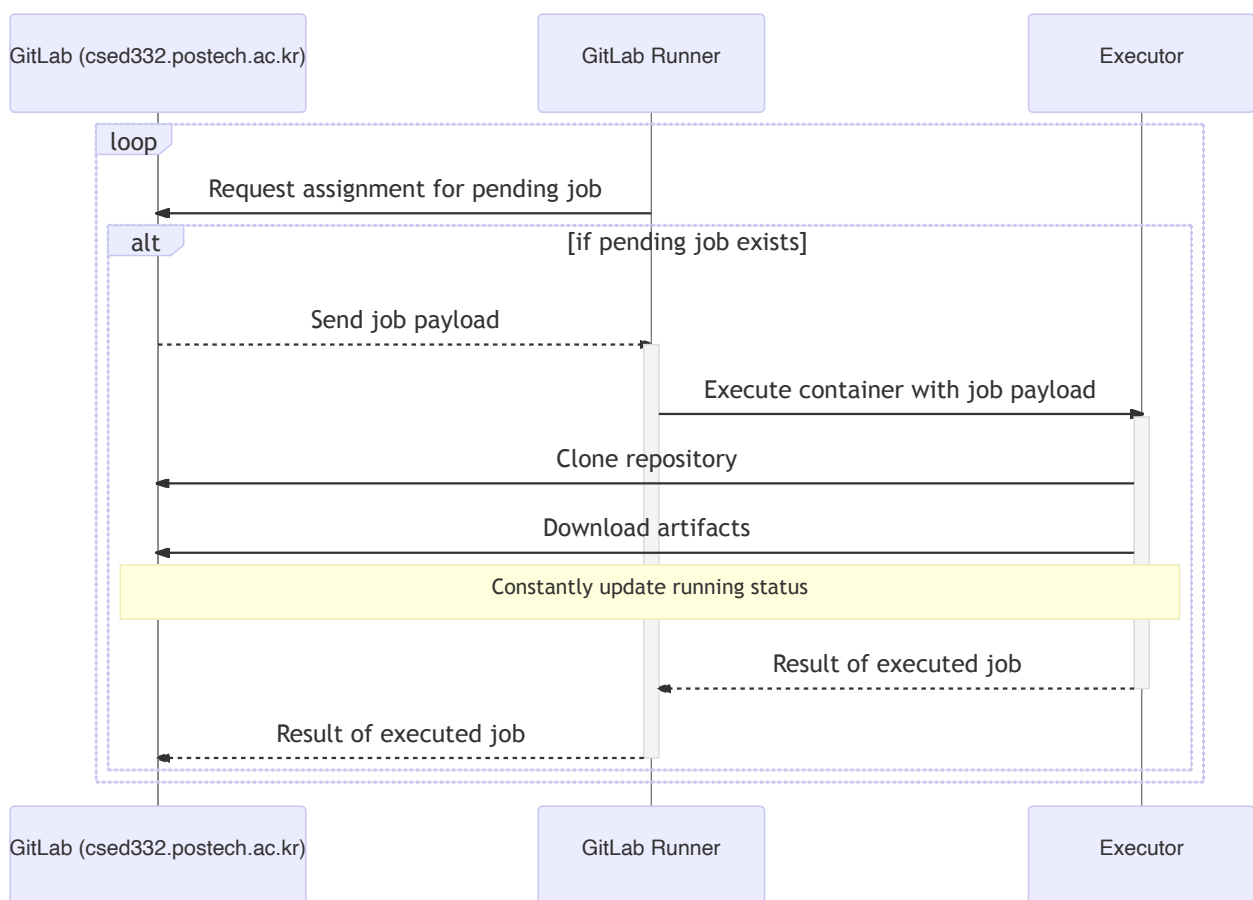 GitLab (csed332.postech.ac.kr)
GitLab Runner
Executor
loop
Request assignment for pending job
alt
[if pending job exists]
Send job payload
Execute container with job payload
Clone repository
Download artifacts
Constantly update running status
Result of executed job
Result of executed job
GitLab (csed332.postech.ac.kr)
GitLab Runner
Executor